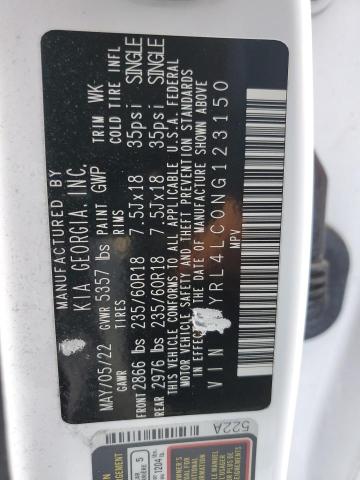 MANUFACTURED BY
KIA GEORGIA, INC.
MAY/05/22 GVWR 5957 lbs PAINT GWP TRIM WK
GAWR TIRES RIMS COLD TIRE INFL
FRONT 2866 lbs 235/60R18 7.5Jx18 35psi SINGLE
REAR 2976 lbs 235/60R18 7.5Jx18 35psi SINGLE
THIS VEHICLE CONFORMS TO ALL APPLICABLE U.S.A. FEDERAL
MOTOR VEHICLE SAFETY AND THEFT PREVENTION STANDARDS
IN EFFECT ON THE DATE OF MANUFACTURE SHOWN ABOVE
VIN YRL4LC0NG123150
MPV
522A
1204 lb